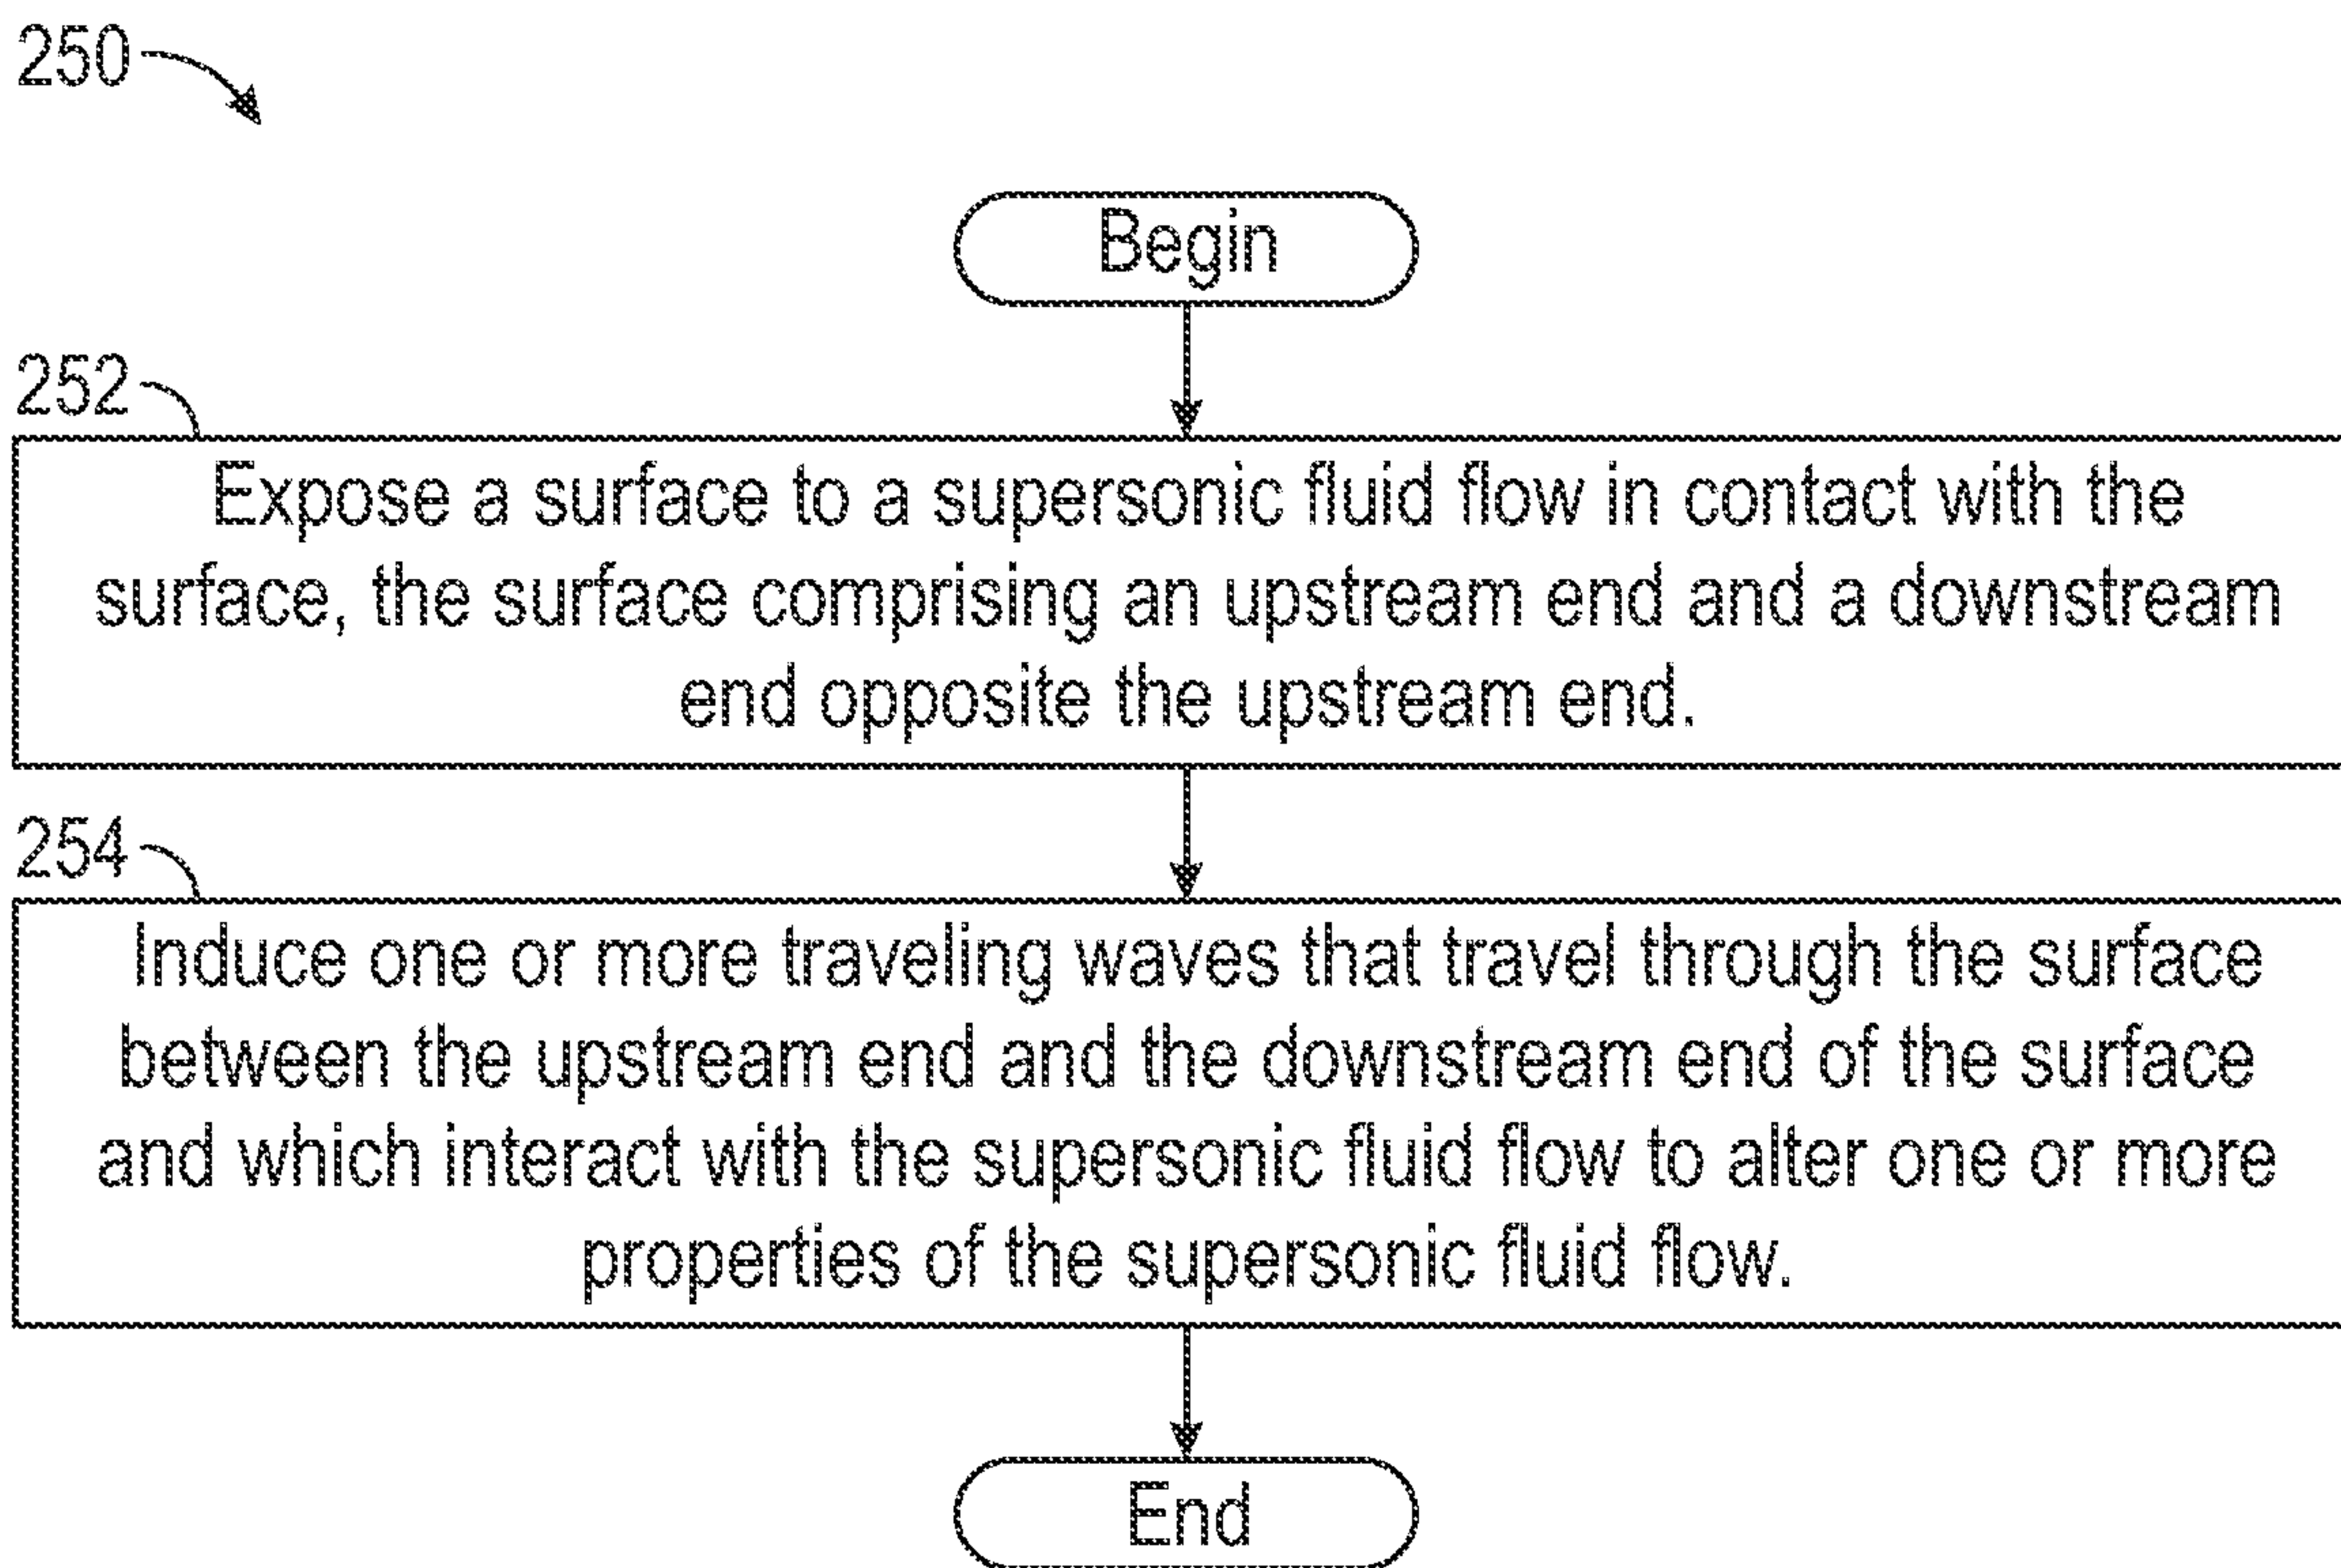 250
Begin
252
Expose a surface to a supersonic fluid flow in contact with the
surface, the surface comprising an upstream end and a downstream
end opposite the upstream end.
254
Induce one or more traveling waves that travel through the surface
between the upstream end and the downstream end of the surface
and which interact with the supersonic fluid flow to alter one or more
properties of the supersonic fluid flow.
End